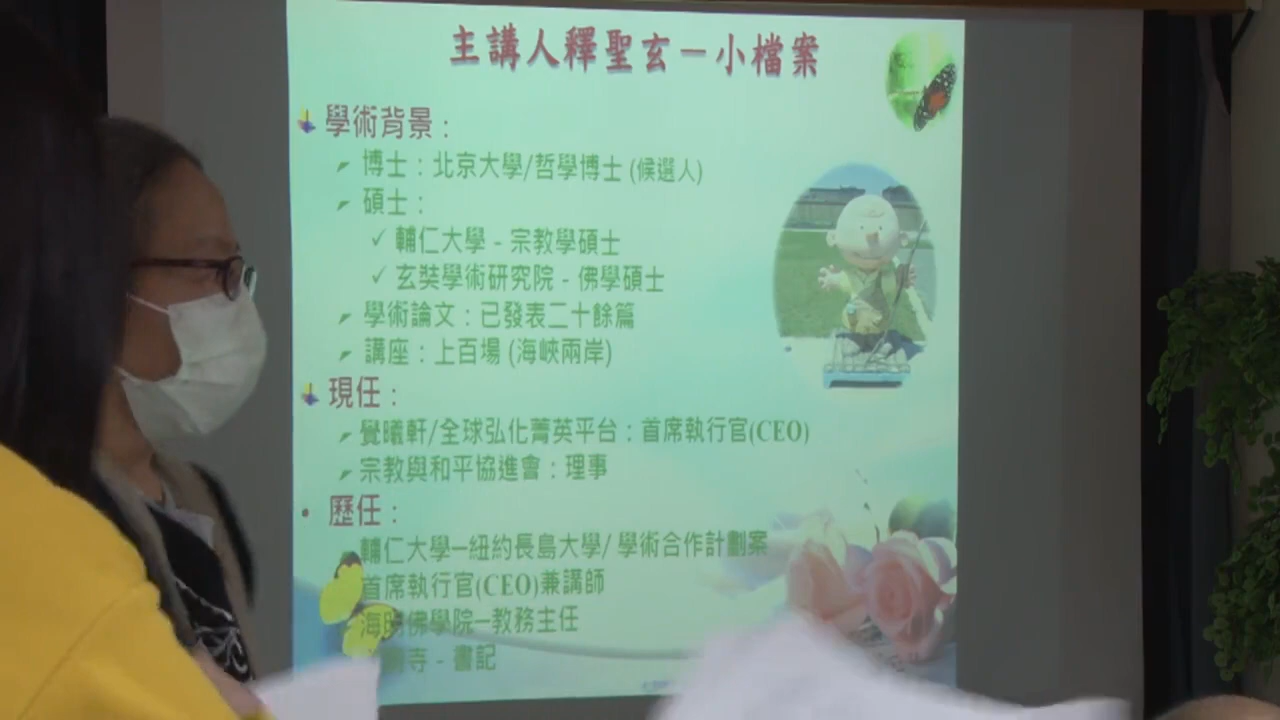 主講人釋聖玄－小檔案
學術背景：
博士：北京大學/哲學博士 (候選人)
碩士：
輔仁大學 - 宗教學碩士
玄奘學術研究院 - 佛學碩士
學術論文：已發表二十餘篇
講座：上百場 (海峽兩岸)
現任：
覺曦軒/全球弘化菁英平台：首席執行官(CEO)
宗教與和平協進會：理事
歷任：
輔仁大學─紐約長島大學/ 學術合作計劃案
首席執行官(CEO)兼講師
海明佛學院─教務主任
寺 - 書記